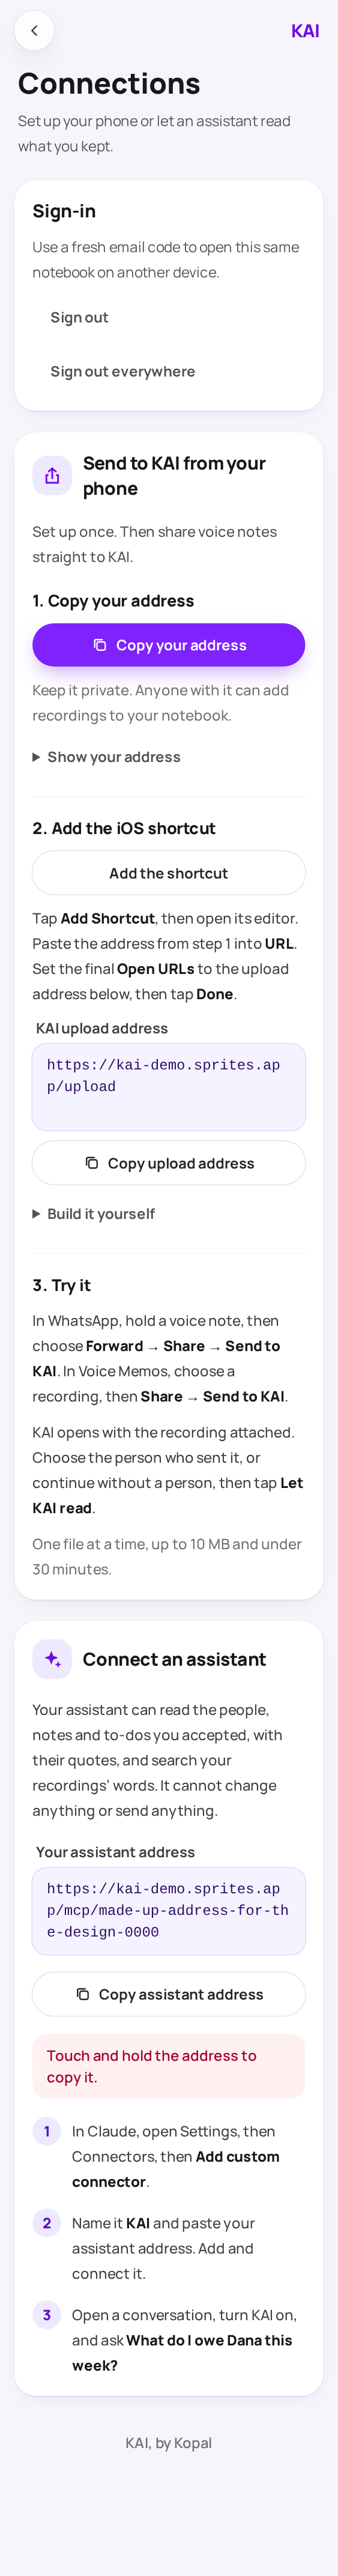 KAI
Connections
Set up your phone or let an assistant read
what you kept.
Sign-in
Use a fresh email code to open this same
notebook on another device.
Sign out
Sign out everywhere
Send to KAI from your
phone
Set up once. Then share voice notes
straight to KAI.
1. Copy your address
Copy your address
Keep it private. Anyone with it can add
recordings to your notebook.
Show your address
2. Add the iOS shortcut
Add the shortcut
Tap Add Shortcut, then open its editor.
Paste the address from step 1 into URL.
Set the final Open URLs to the upload
address below, then tap Done.
KAI upload address
https://kai-demo.sprites.ap
p/upload
Copy upload address
Build it yourself
3. Try it
In WhatsApp, hold a voice note, then
choose Forward → Share → Send to
KAI. In Voice Memos, choose a
recording, then Share → Send to KAI.
KAI opens with the recording attached.
Choose the person who sent it, or
continue without a person, then tap Let
KAI read.
One file at a time, up to 10 MB and under
30 minutes.
Connect an assistant
Your assistant can read the people,
notes and to-dos you accepted, with
their quotes, and search your
recordings’ words. It cannot change
anything or send anything.
Your assistant address
https://kai-demo.sprites.ap
p/mcp/made-up-address-for-th
e-design-0000
Copy assistant address
Touch and hold the address to
copy it.
1 In Claude, open Settings, then
Connectors, then Add custom
connector.
2 Name it KAI and paste your
assistant address. Add and
connect it.
3 Open a conversation, turn KAI on,
and ask What do I owe Dana this
week?
KAI, by Kopal